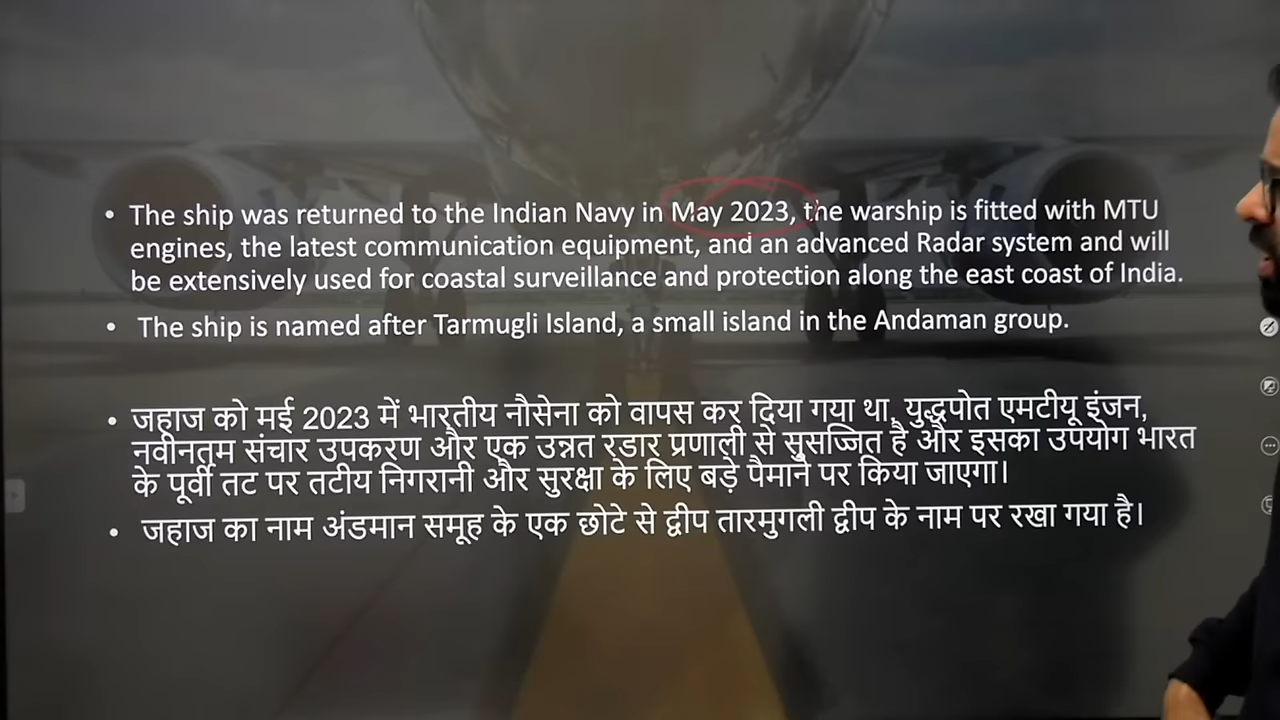 • The ship was returned to the Indian Navy in May 2023, the warship is fitted with MTU
engines, the latest communication equipment, and an advanced Radar system and will
be extensively used for coastal surveillance and protection along the east coast of India.
• The ship is named after Tarmugli Island, a small island in the Andaman group.
• जहाज को मई 2023 में भारतीय नौसेना को वापस कर दिया गया था, युद्धपोत एमटीयू इंजन,
नवीनतम संचार उपकरण और एक उन्नत रडार प्रणाली से सुसज्जित है और इसका उपयोग भारत
के पूर्वी तट पर तटीय निगरानी और सुरक्षा के लिए बड़े पैमाने पर किया जाएगा।
• जहाज का नाम अंडमान समूह के एक छोटे से द्वीप तारमुगली द्वीप के नाम पर रखा गया है।